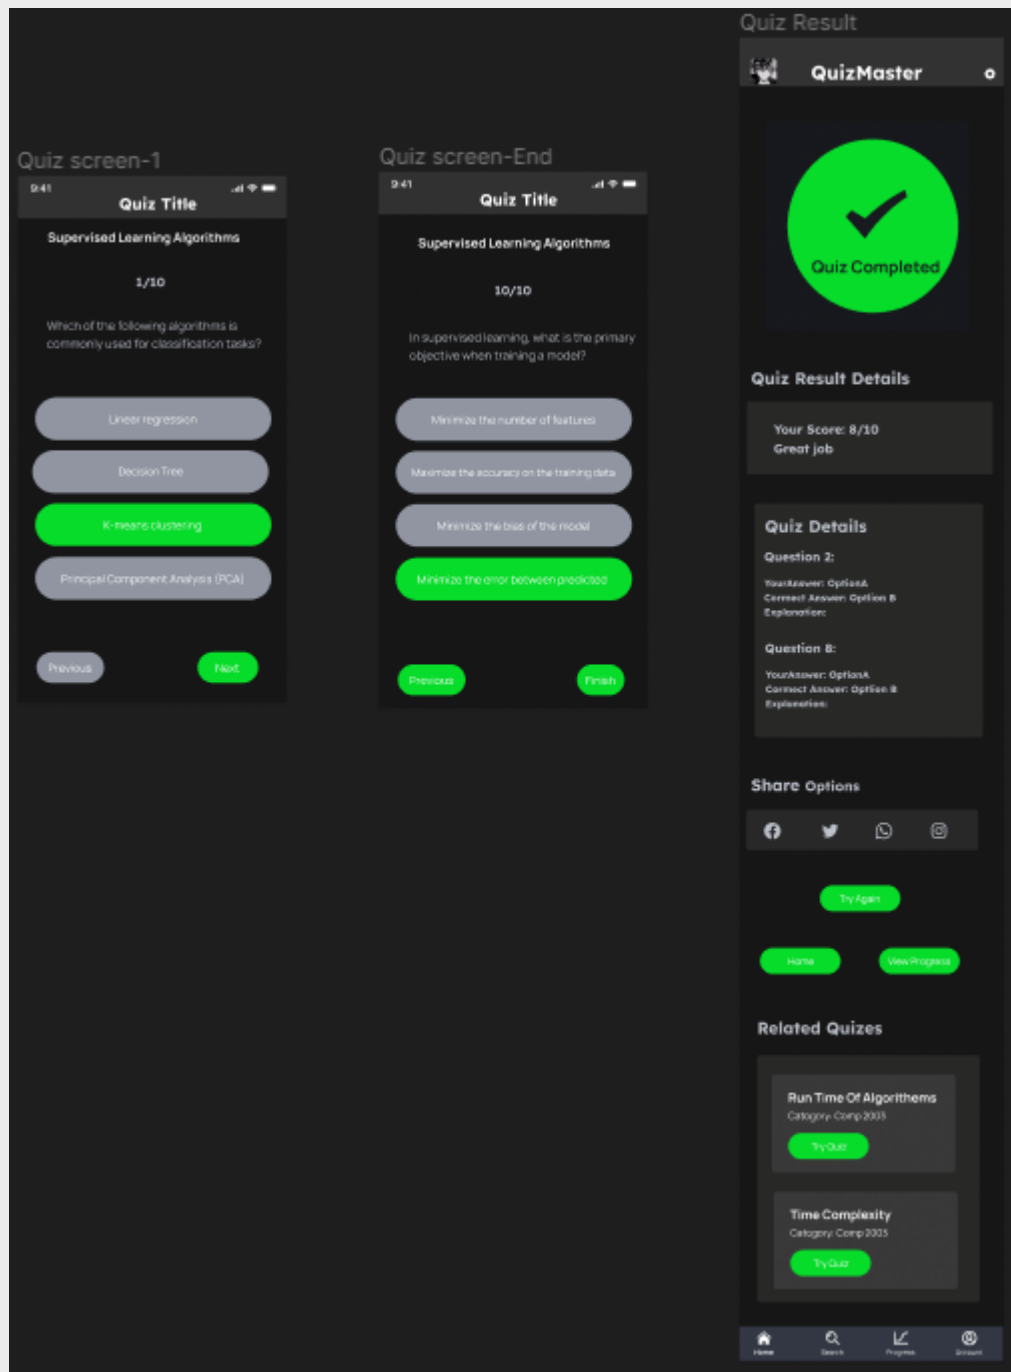 Quiz screen-1
9:41
Quiz Title
Supervised Learning Algorithms
1/10
Which of the following algorithms is
commonly used for classification tasks?
Linear regression
Decision Tree
K-means clustering
Principal Component Analysis (PCA)
Previous
Next
Quiz screen-End
9:41
Quiz Title
Supervised Learning Algorithms
10/10
In supervised learning, what is the primary
objective when training a model?
Minimize the number of features
Maximize the accuracy on the training data
Minimize the bias of the model
Minimize the error between predicted
Previous
Finish
Quiz Result
QuizMaster
Quiz Completed
Quiz Result Details
Your Score: 8/10
Great job
Quiz Details
Question 2:
YourAnswer: OptionA
Correct Answer: Option B
Explanation:
Question 8:
YourAnswer: OptionA
Correct Answer: Option B
Explanation:
Share Options
Try Again
Home
View Progress
Related Quizes
Run Time Of Algorithems
Category: Comp 2003
Try Quiz
Time Complexity
Category: Comp 2003
Try Quiz
Home
Search
Progress
Account